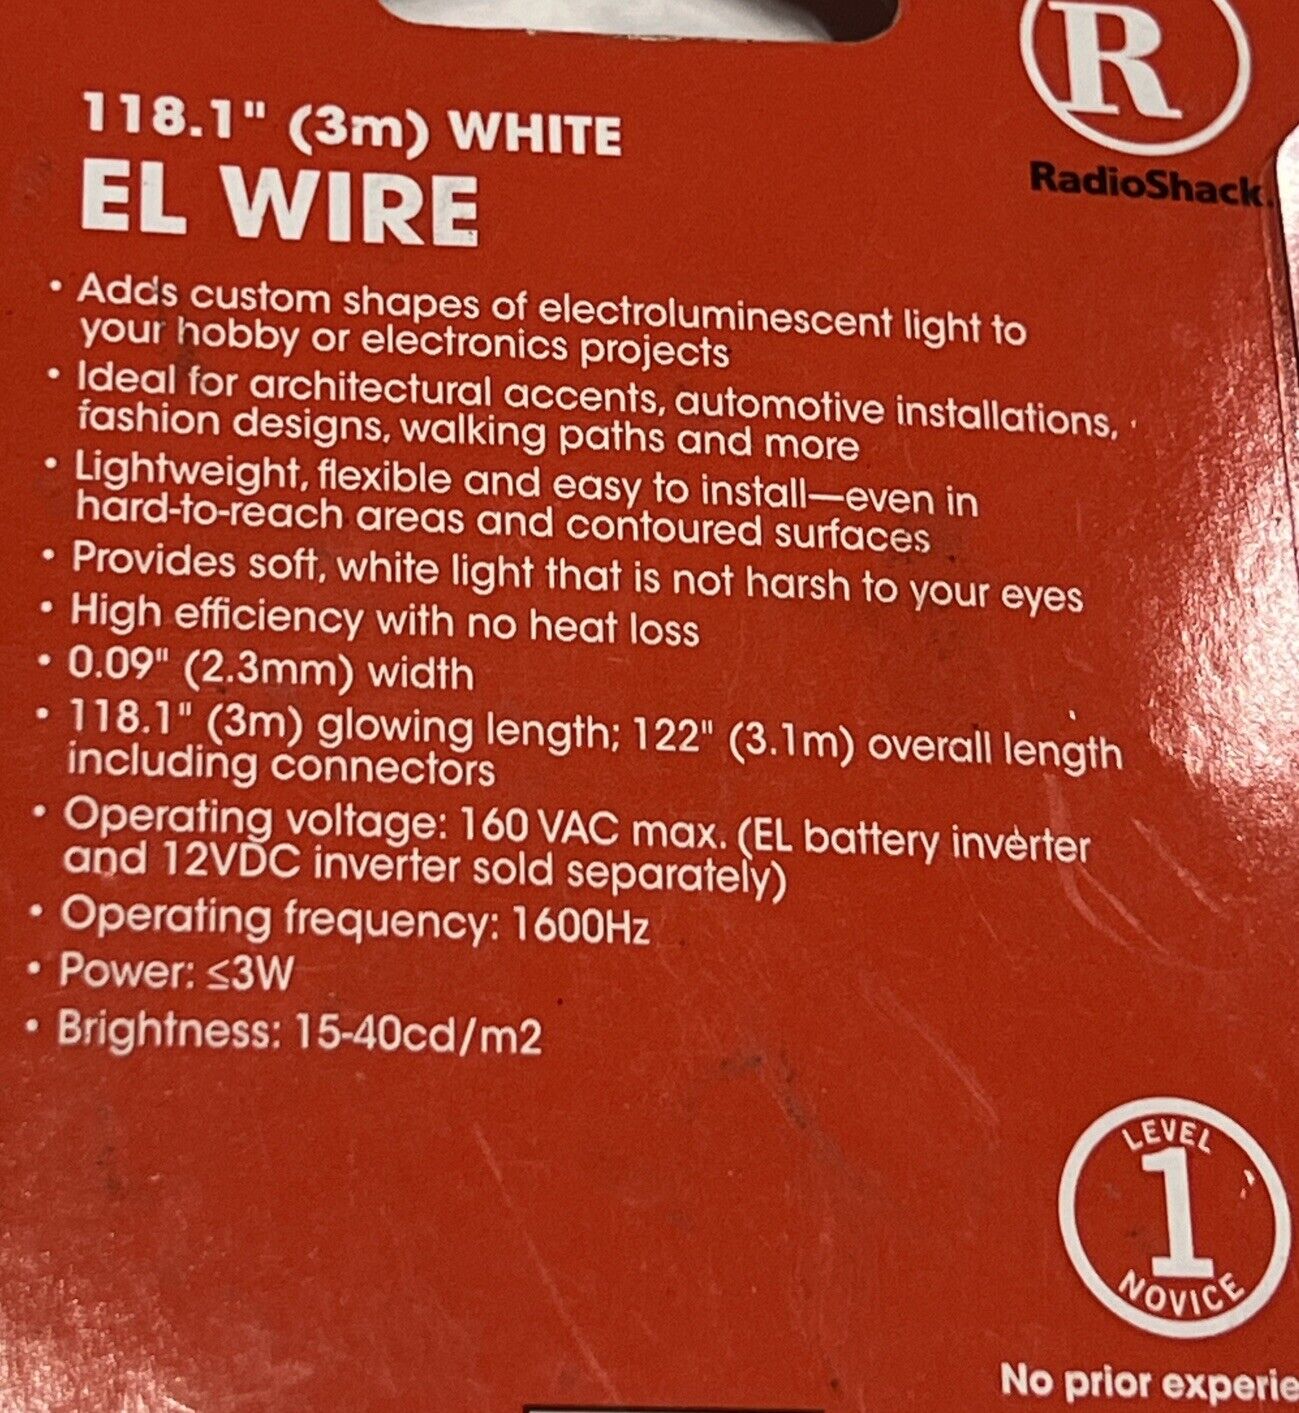 R
RadioShack.
118.1" (3m) WHITE
EL WIRE
• Adds custom shapes of electroluminescent light to
your hobby or electronics projects
• Ideal for architectural accents, automotive installations,
fashion designs, walking paths and more
• Lightweight, flexible and easy to install—even in
hard-to-reach areas and contoured surfaces
• Provides soft, white light that is not harsh to your eyes
• High efficiency with no heat loss
• 0.09" (2.3mm) width
• 118.1" (3m) glowing length; 122" (3.1m) overall length
including connectors
• Operating voltage: 160 VAC max. (EL battery inverter
and 12VDC inverter sold separately)
• Operating frequency: 1600Hz
• Power: ≤3W
• Brightness: 15-40cd/m2
LEVEL
1
NOVICE
No prior